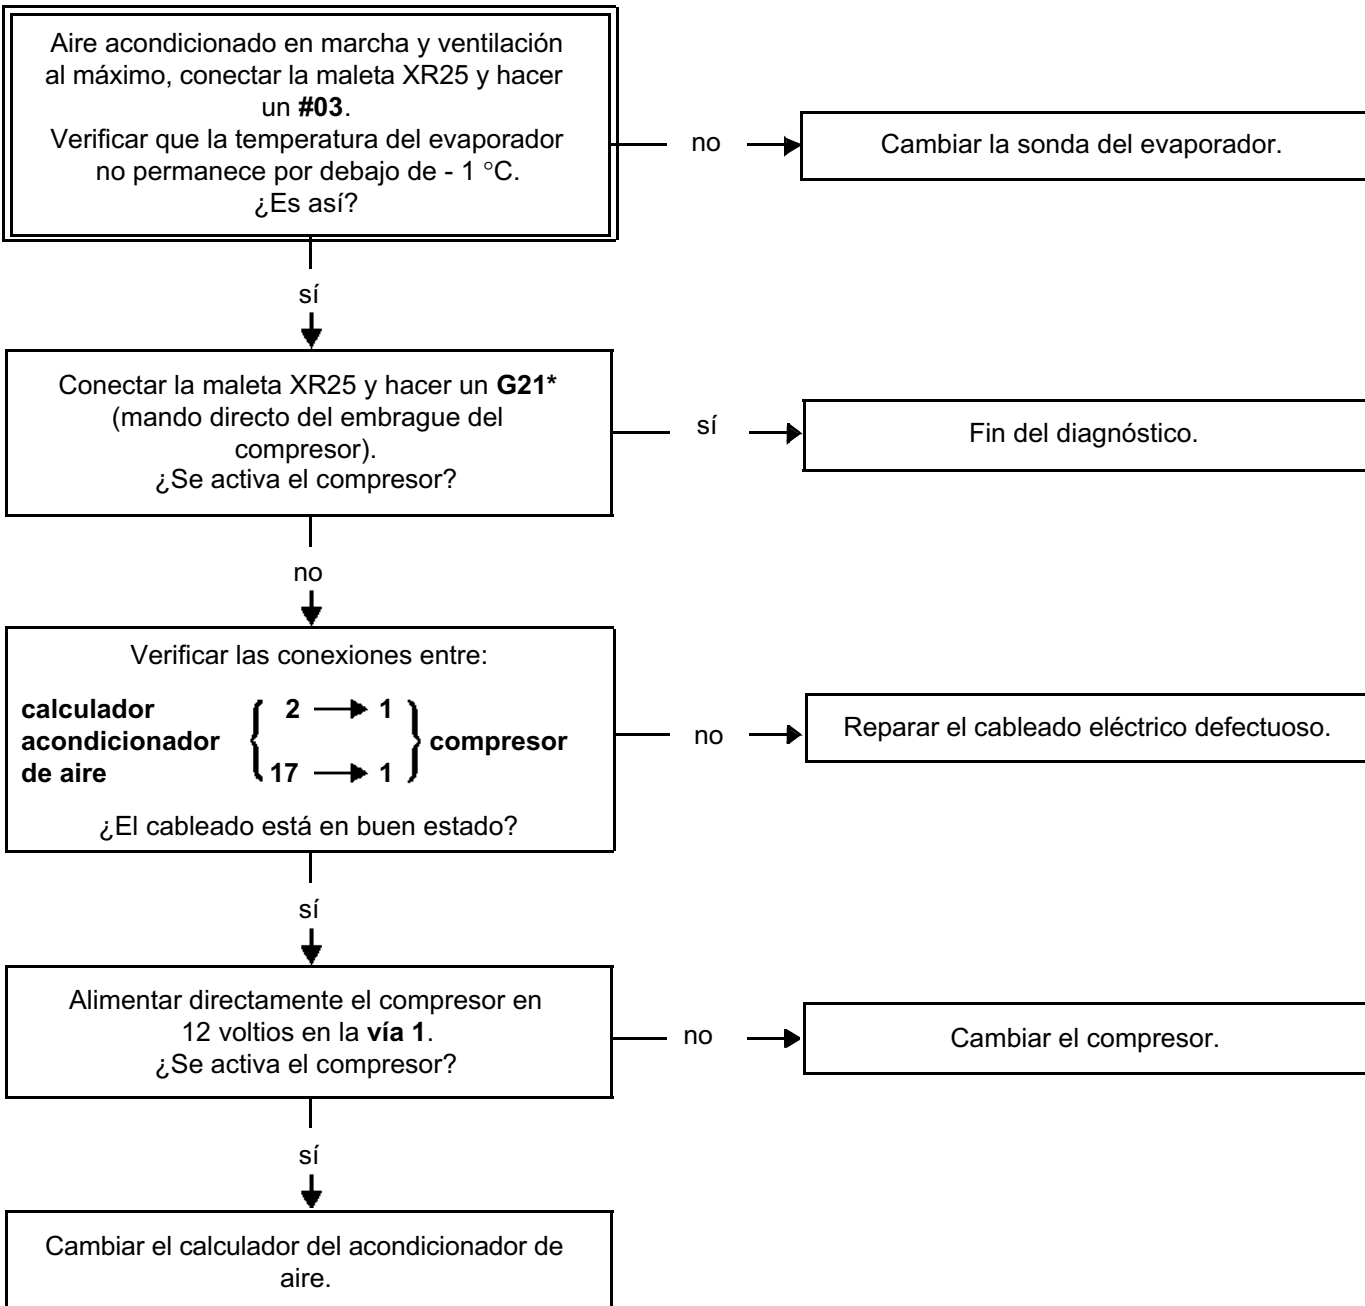 Aire acondicionado en marcha y ventilación
al máximo, conectar la maleta XR25 y hacer
un #03.
Verificar que la temperatura del evaporador
no permanece por debajo de - 1 °C.
¿Es así?
no
Cambiar la sonda del evaporador.
sí
Conectar la maleta XR25 y hacer un G21*
(mando directo del embrague del
compresor).
¿Se activa el compresor?
sí
Fin del diagnóstico.
no
Verificar las conexiones entre:
calculador
acondicionador
de aire
2 → 1
17 → 1
compresor
¿El cableado está en buen estado?
no
Reparar el cableado eléctrico defectuoso.
sí
Alimentar directamente el compresor en
12 voltios en la vía 1.
¿Se activa el compresor?
no
Cambiar el compresor.
sí
Cambiar el calculador del acondicionador de
aire.